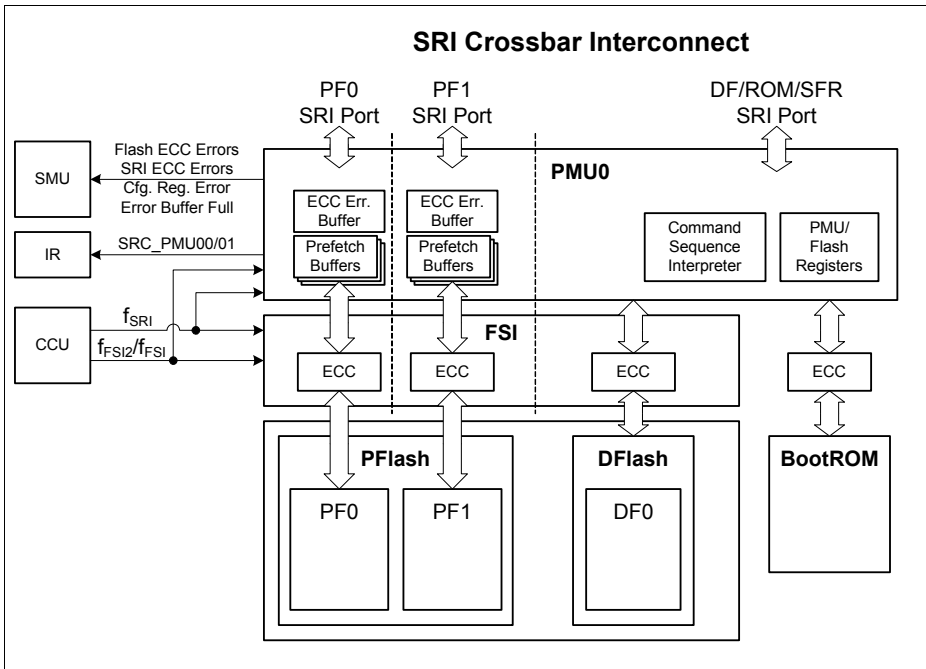 SRI Crossbar Interconnect
PF0
SRI Port
PF1
SRI Port
DF/ROM/SFR
SRI Port
SMU
Flash ECC Errors
SRI ECC Errors
Cfg. Reg. Error
Error Buffer Full
PMU0
ECC Err.
Buffer
ECC Err.
Buffer
Command
Sequence
Interpreter
PMU/
Flash
Registers
IR
SRC_PMU00/01
Prefetch
Buffers
Prefetch
Buffers
CCU
fSRI
fFSI2/fFSI
FSI
ECC
ECC
ECC
ECC
PFlash
DFlash
BootROM
PF0
PF1
DF0